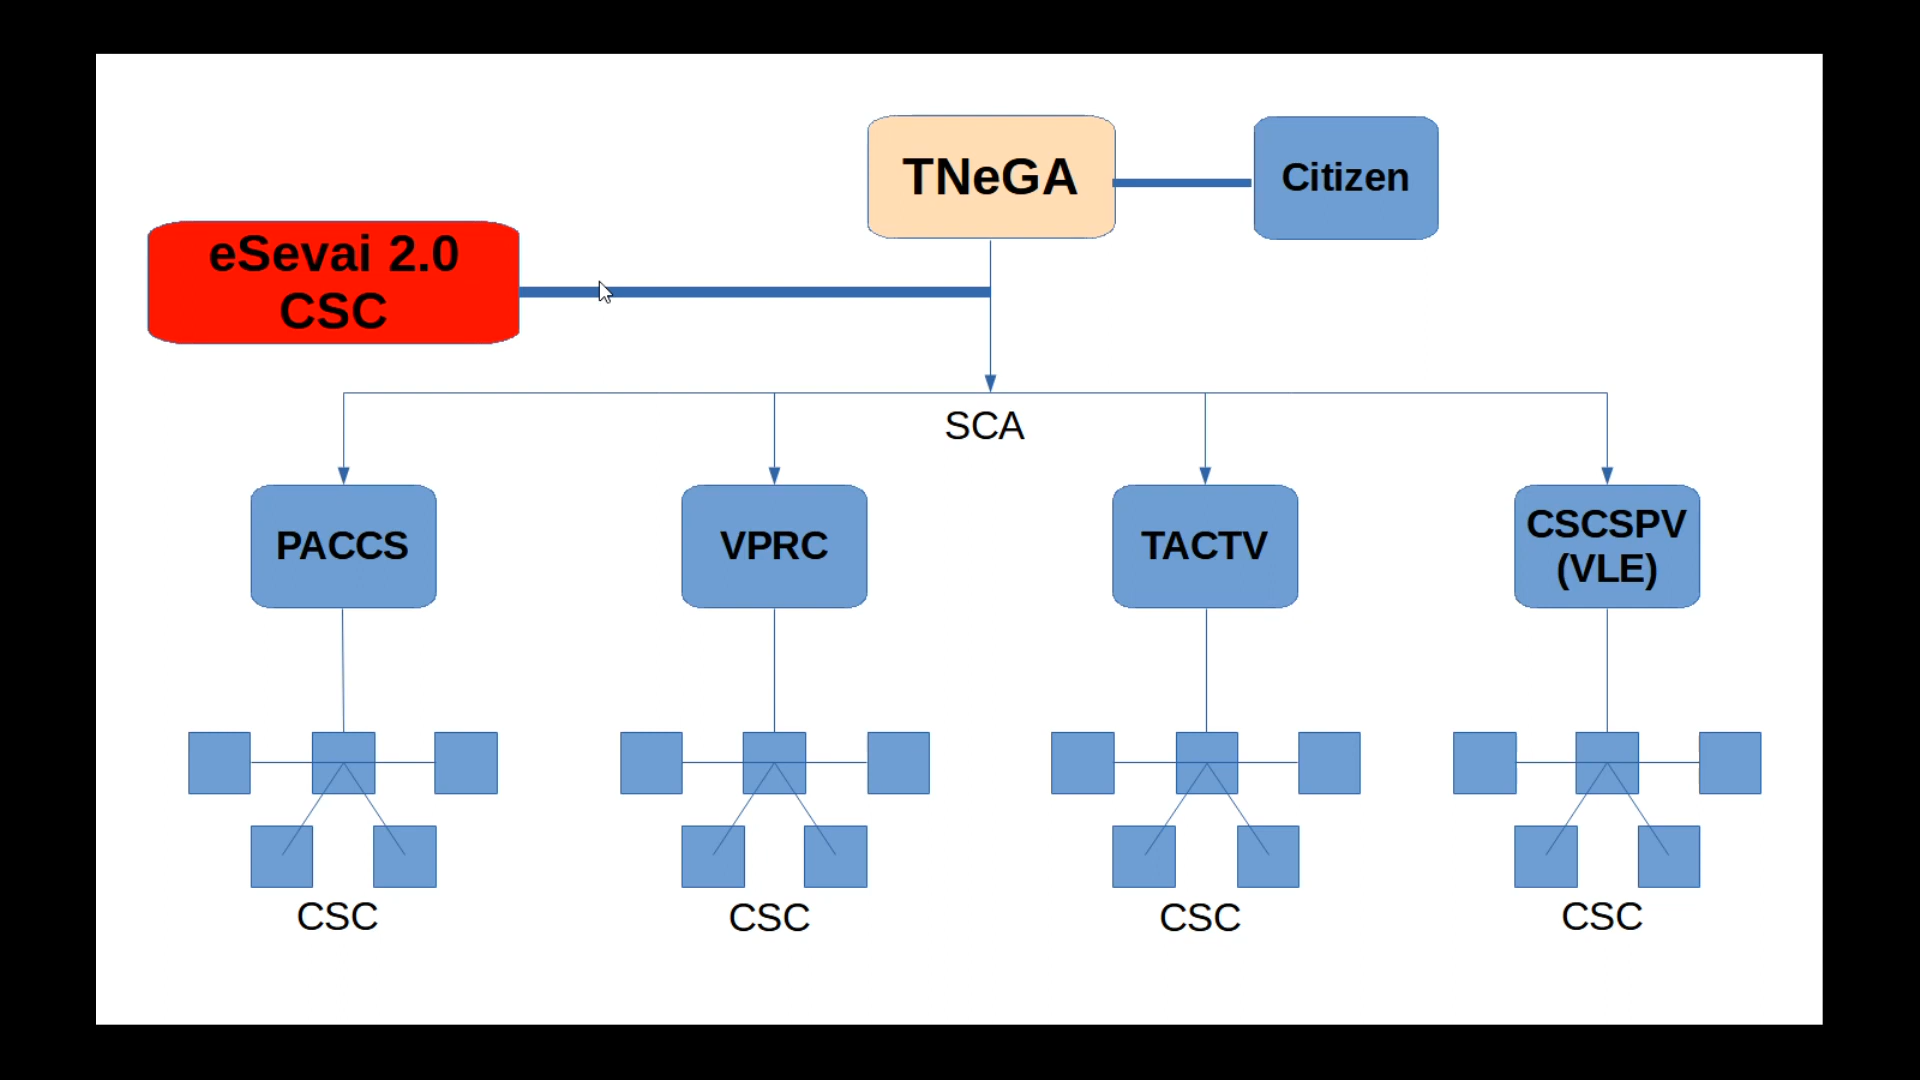 TNeGA
Citizen
eSevai 2.0
CSC
SCA
PACCS
VPRC
TACTV
CSCSPV
(VLE)
CSC
CSC
CSC
CSC